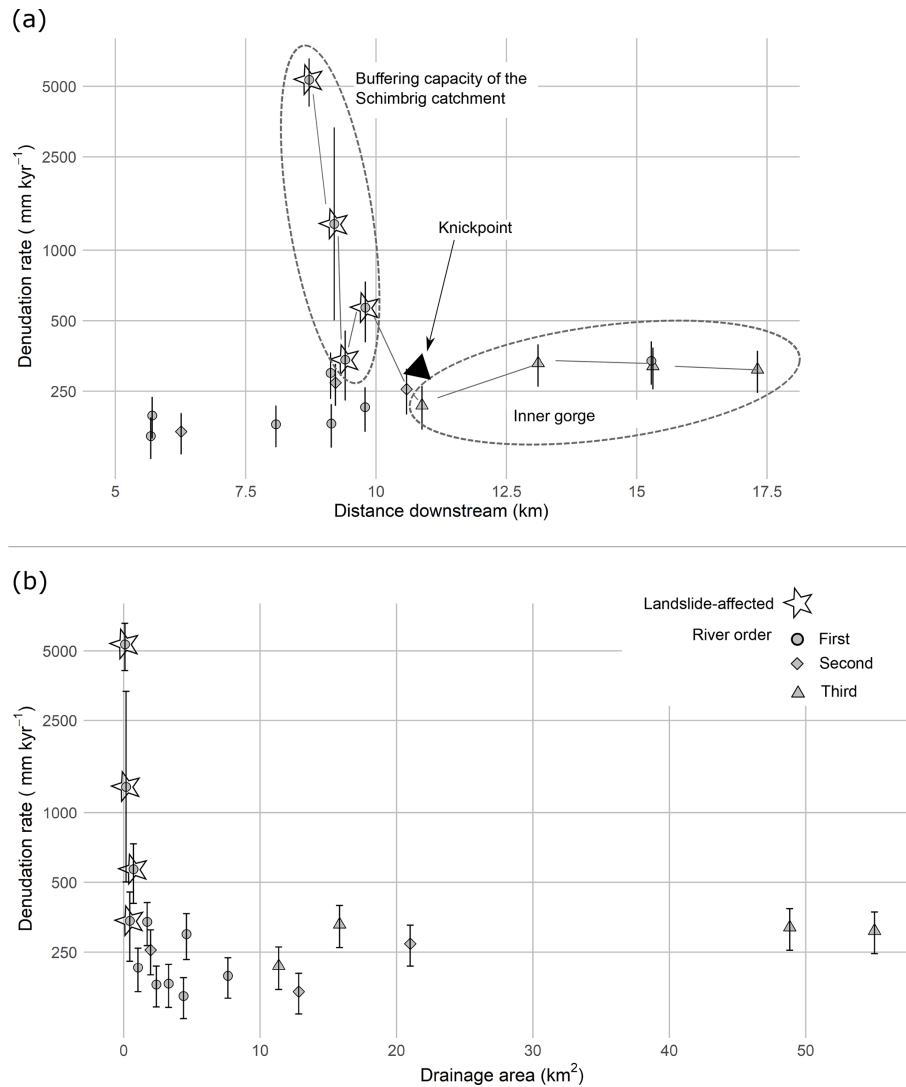 (a)
Denudation rate ( mm kyr⁻¹)
5000
2500
1000
500
250
Buffering capacity of the
Schimbrig catchment
Knickpoint
Inner gorge
5 7.5 10 12.5 15 17.5
Distance downstream (km)
(b)
Denudation rate ( mm kyr⁻¹)
5000
2500
1000
500
250
Landslide-affected
River order
First
Second
Third
0 10 20 30 40 50
Drainage area (km²)